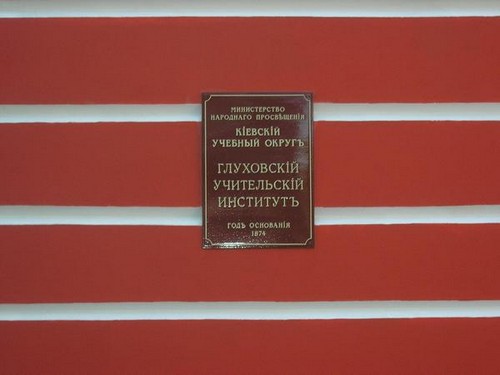 МИНИСТЕРСТВО
НАРОДНАГО ПРОСВѢЩЕНІЯ
КІЕВСКІЙ
УЧЕБНЫЙ ОКРУГЪ
ГЛУХОВСКІЙ
УЧИТЕЛЬСКІЙ
ИНСТИТУТЪ
ГОДЪ ОСНОВАНІЯ
1874